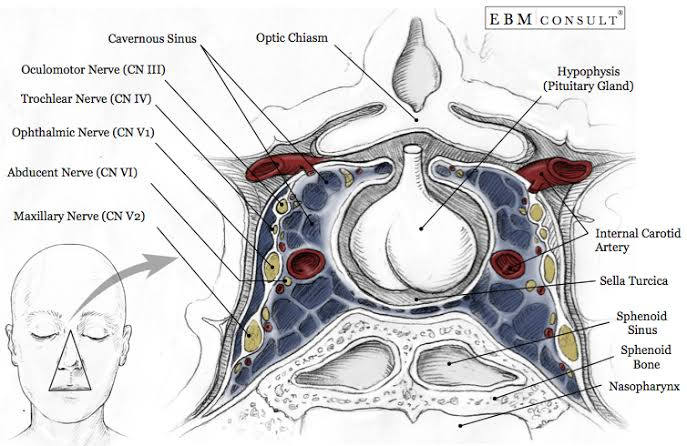 EBM CONSULT®
Cavernous Sinus
Optic Chiasm
Oculomotor Nerve (CN III)
Trochlear Nerve (CN IV)
Ophthalmic Nerve (CN V1)
Abducent Nerve (CN VI)
Maxillary Nerve (CN V2)
Hypophysis
(Pituitary Gland)
Internal Carotid
Artery
Sella Turcica
Sphenoid
Sinus
Sphenoid
Bone
Nasopharynx